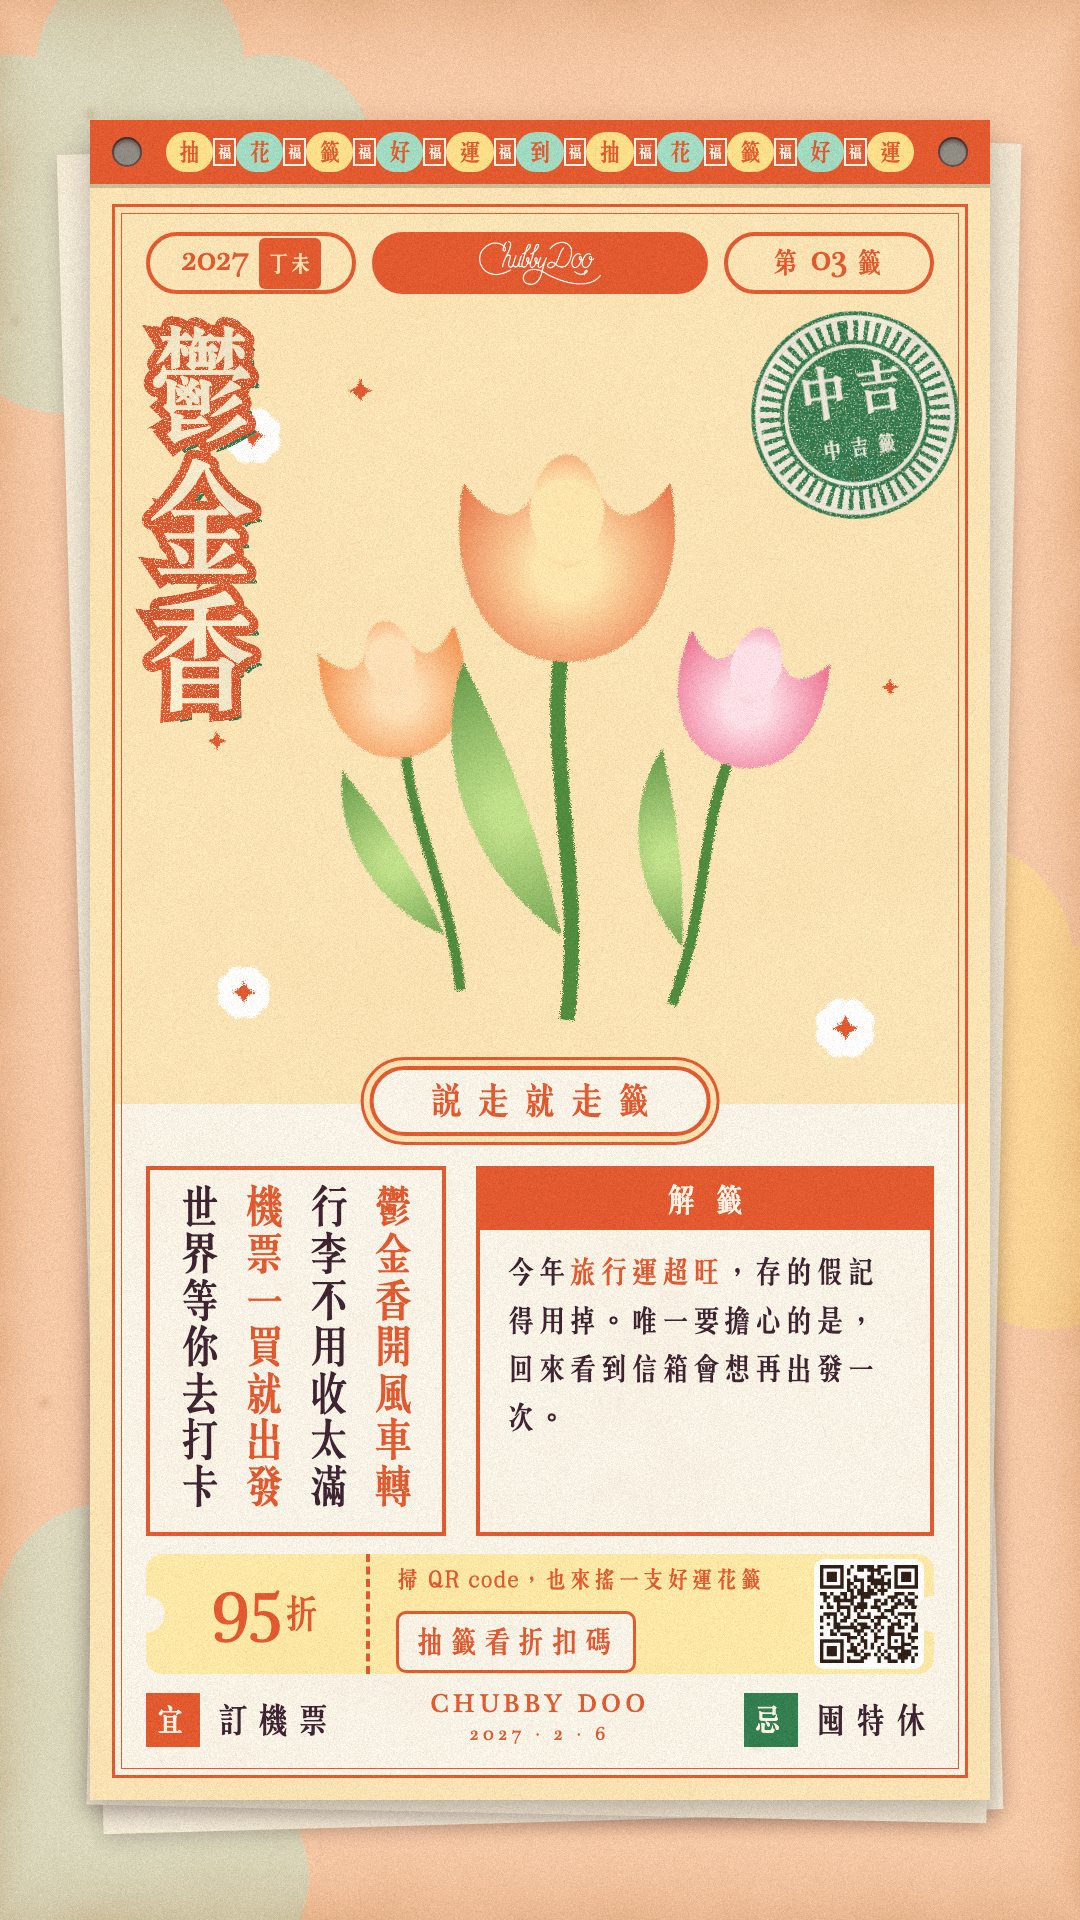 抽福花福籤福好福運福到福抽福花福籤福好福運
2027 丁未
Chubby Doo
第 03 籤
鬱金香
中吉
中吉籤
説走就走籤
鬱金香開風車轉
行李不用收太滿
機票一買就出發
世界等你去打卡
解籤
今年旅行運超旺，存的假記
得用掉。唯一要擔心的是，
回來看到信箱會想再出發一
次。
95折
掃 QR code，也來搖一支好運花籤
抽籤看折扣碼
宜 訂機票
CHUBBY DOO
2027 · 2 · 6
忌 囤特休